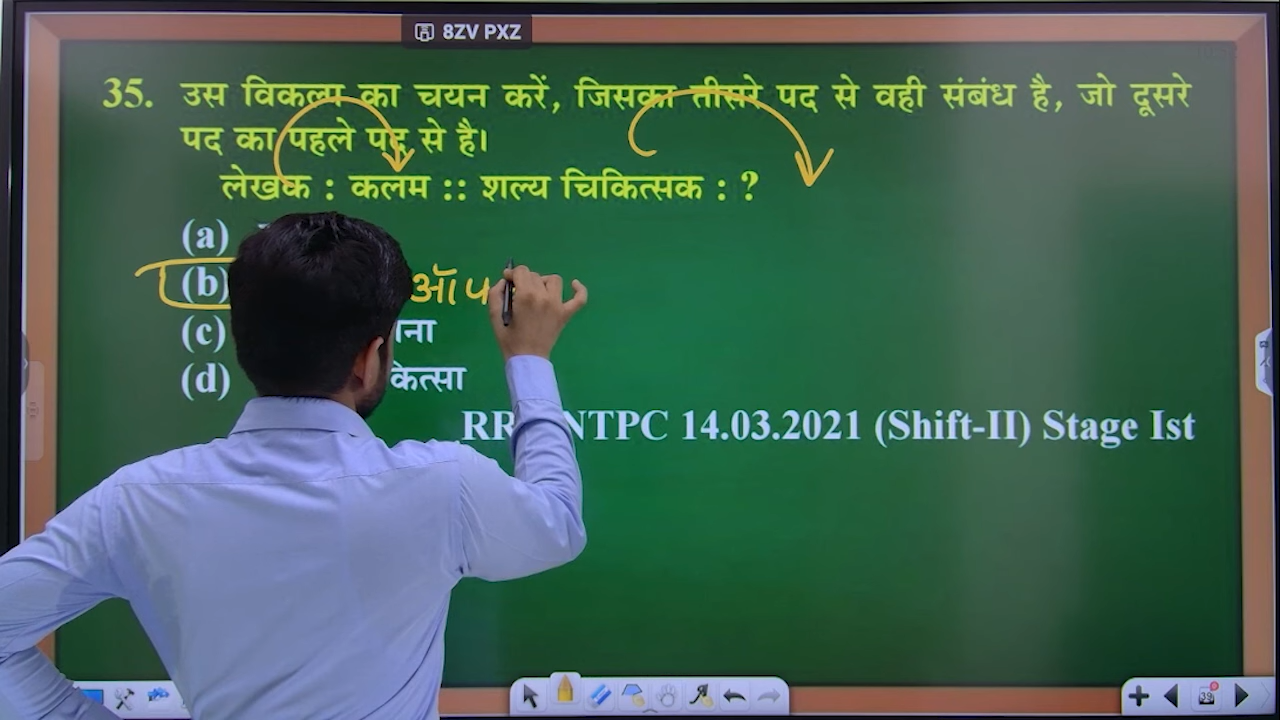 8ZV PXZ
35. उस विकल्प का चयन करें, जिसका तीसरे पद से वही संबंध है, जो दूसरे
पद का पहले पद से है।
लेखक : कलम :: शल्य चिकित्सक : ?
(a)
(b) ऑप
(c)
(d)
NTPC 14.03.2021 (Shift-II) Stage Ist
39